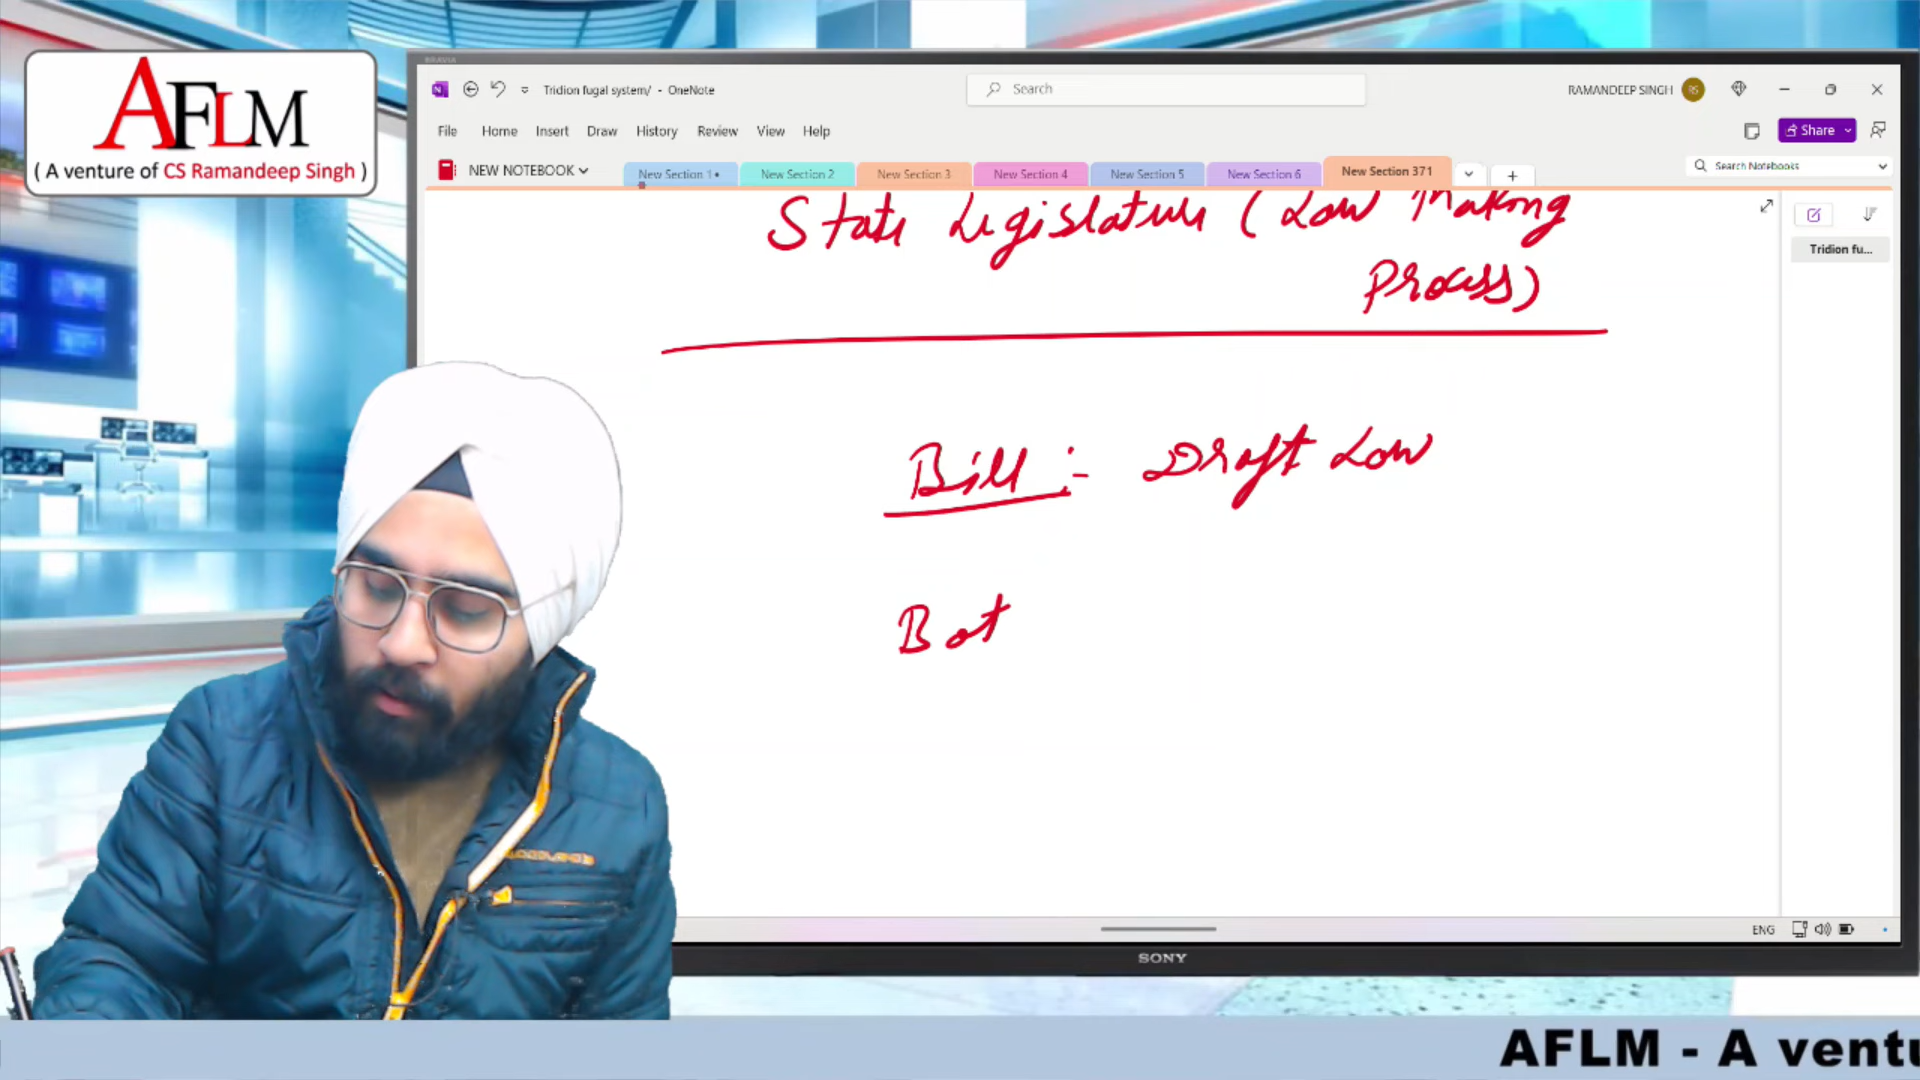 AFLM
( A venture of CS Ramandeep Singh )
BRAVIA
Tridion fugal system/ - OneNote
Search
RAMANDEEP SINGH
RS
File Home Insert Draw History Review View Help
Share
NEW NOTEBOOK
New Section 1
New Section 2
New Section 3
New Section 4
New Section 5
New Section 6
New Section 371
Search Notebooks
Tridion fu...
State Legislature (Law Making
Process)
Bill :- Draft Law
Bot
ENG
SONY
AFLM - A ventu